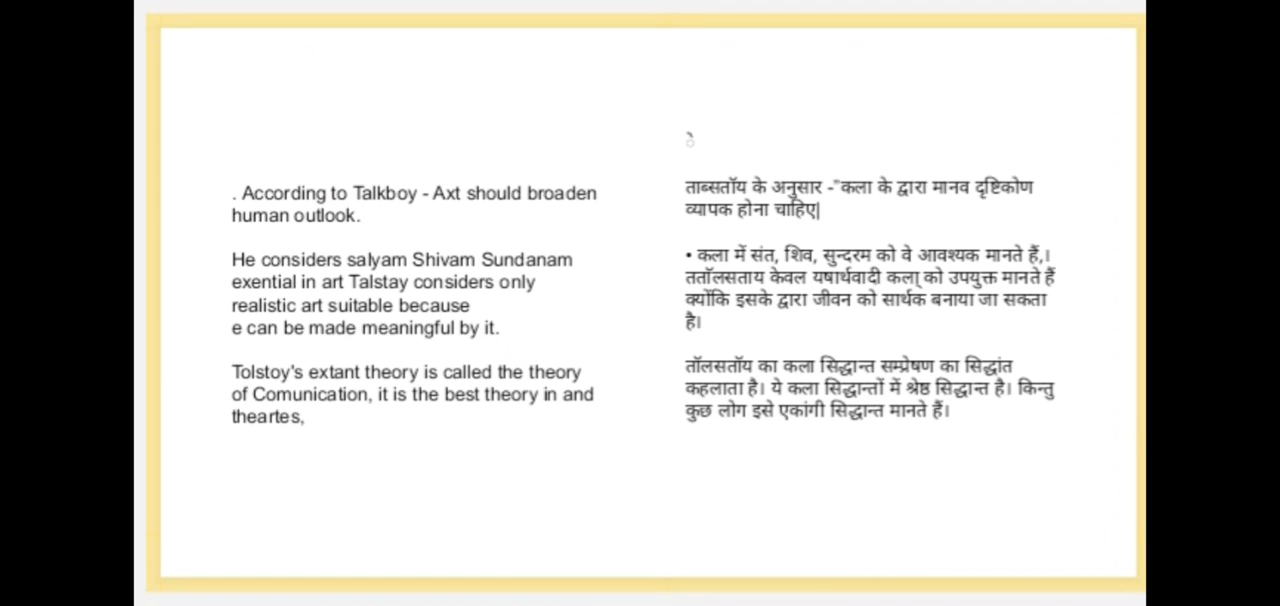 . According to Talkboy - Axt should broaden
human outlook.
He considers salyam Shivam Sundanam
exential in art Talstay considers only
realistic art suitable because
e can be made meaningful by it.
Tolstoy's extant theory is called the theory
of Comunication, it is the best theory in and
theartes,
े
ताब्सतॉय के अनुसार -"कला के द्वारा मानव दृष्टिकोण
व्यापक होना चाहिए|
• कला में संत, शिव, सुन्दरम को वे आवश्यक मानते हैं,।
ततॉलसताय केवल यषार्थवादी कला् को उपयुक्त मानते हैं
क्योंकि इसके द्वारा जीवन को सार्थक बनाया जा सकता
है।
तॉलसतॉय का कला सिद्धान्त सम्प्रेषण का सिद्धांत
कहलाता है। ये कला सिद्धान्तों में श्रेष्ठ सिद्धान्त है। किन्तु
कुछ लोग इसे एकांगी सिद्धान्त मानते हैं।